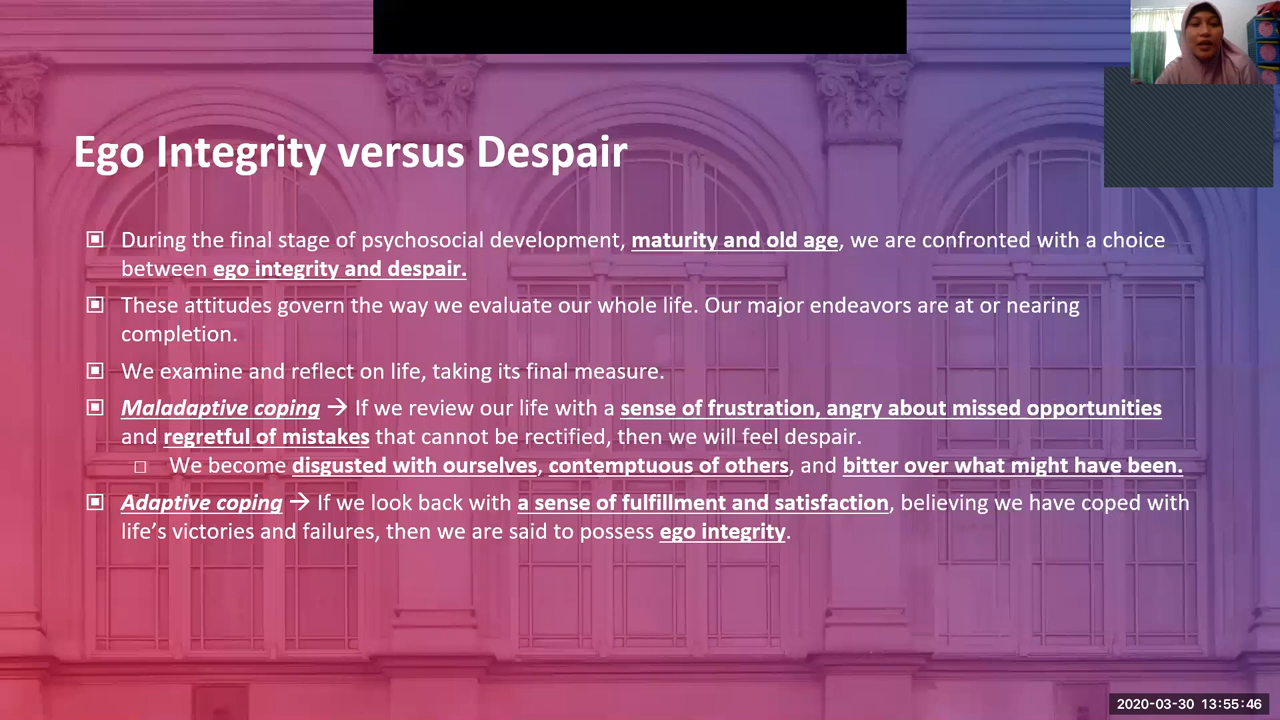 Ego Integrity versus Despair
During the final stage of psychosocial development, maturity and old age, we are confronted with a choice
between ego integrity and despair.
These attitudes govern the way we evaluate our whole life. Our major endeavors are at or nearing
completion.
We examine and reflect on life, taking its final measure.
Maladaptive coping → If we review our life with a sense of frustration, angry about missed opportunities
and regretful of mistakes that cannot be rectified, then we will feel despair.
We become disgusted with ourselves, contemptuous of others, and bitter over what might have been.
Adaptive coping → If we look back with a sense of fulfillment and satisfaction, believing we have coped with
life’s victories and failures, then we are said to possess ego integrity.
2020-03-30 13:55:46